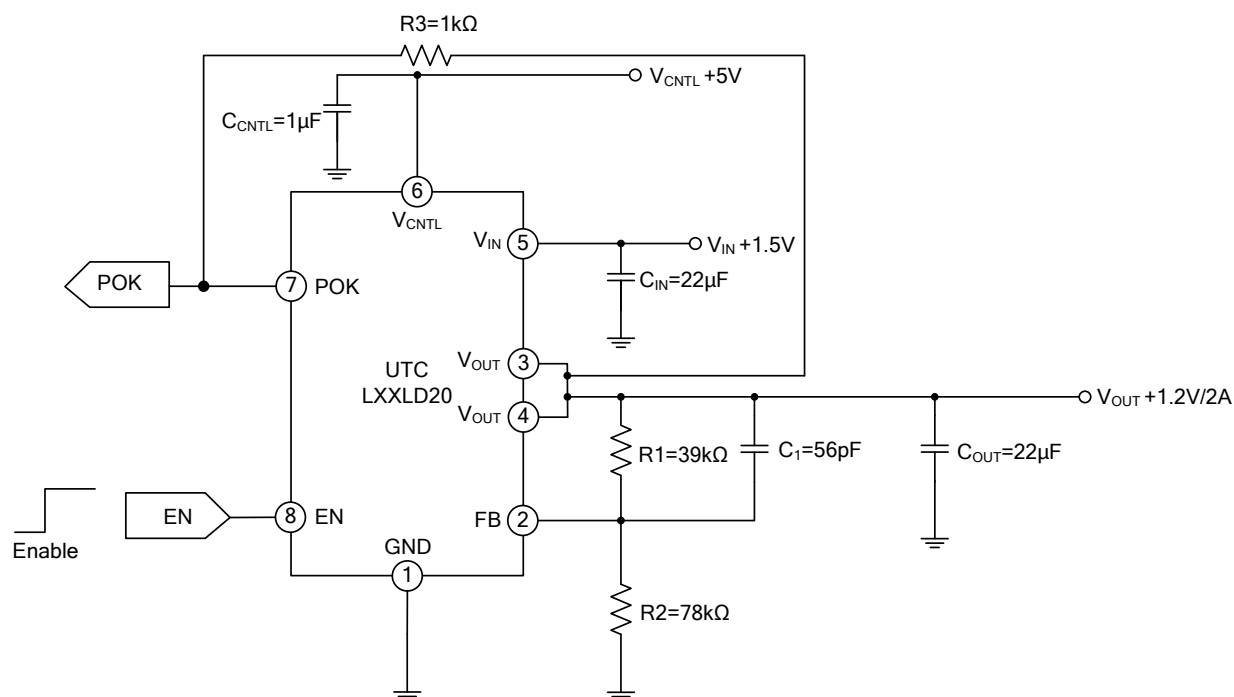 R3=1kΩ
V_CNTL +5V
C_CNTL=1μF
6
V_CNTL
V_IN
5
V_IN +1.5V
C_IN=22μF
POK
7
POK
V_OUT
3
UTC
LXXLD20
V_OUT
4
V_OUT +1.2V/2A
R1=39kΩ
C_1=56pF
C_OUT=22μF
Enable
EN
8
EN
FB
2
GND
1
R2=78kΩ